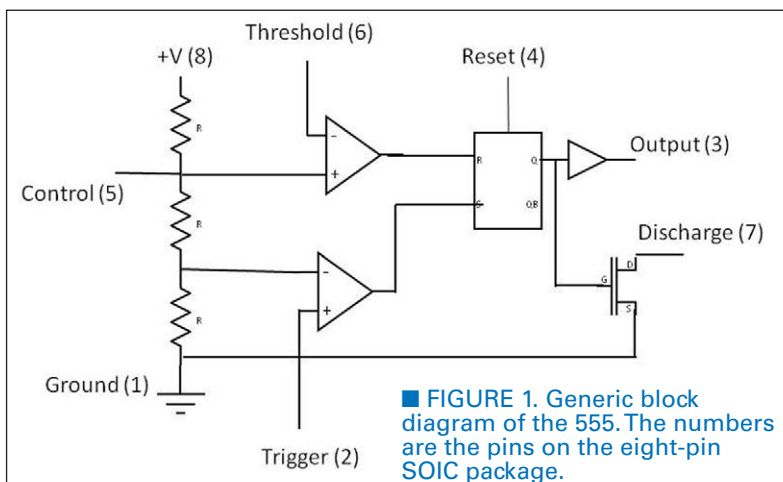 Threshold (6)
+V (8)
Reset (4)
R
-
+
R
Q
Output (3)
Control (5)
R
S
QB
Discharge (7)
-
+
D
G
S
R
Ground (1)
Trigger (2)
■ FIGURE 1. Generic block
diagram of the 555. The numbers
are the pins on the eight-pin
SOIC package.